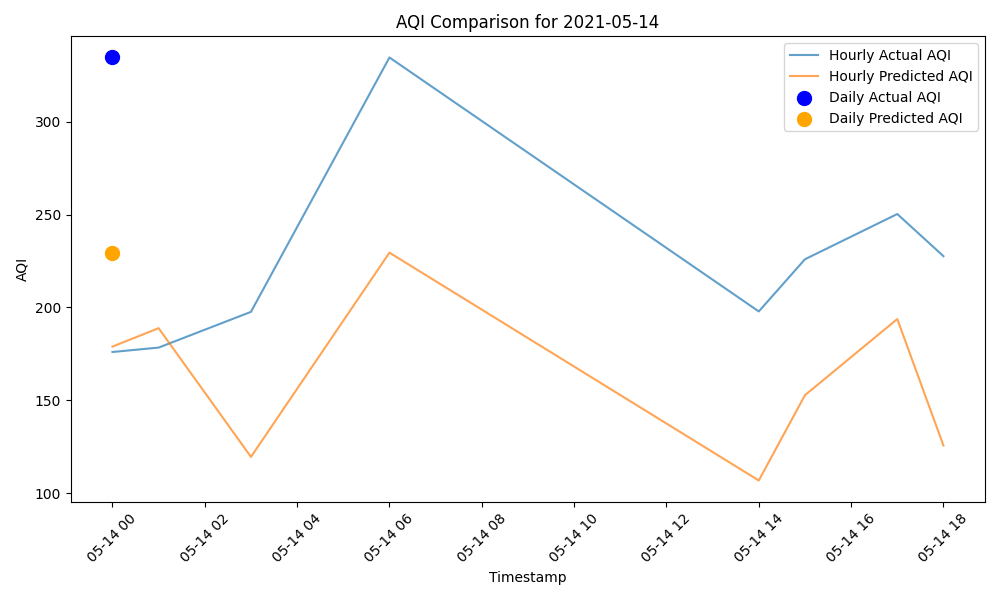 AQI Comparison for 2021-05-14
Hourly Actual AQI
Hourly Predicted AQI
Daily Actual AQI
Daily Predicted AQI
AQI
300
250
200
150
100
05-14 00
05-14 02
05-14 04
05-14 06
05-14 08
05-14 10
05-14 12
05-14 14
05-14 16
05-14 18
Timestamp